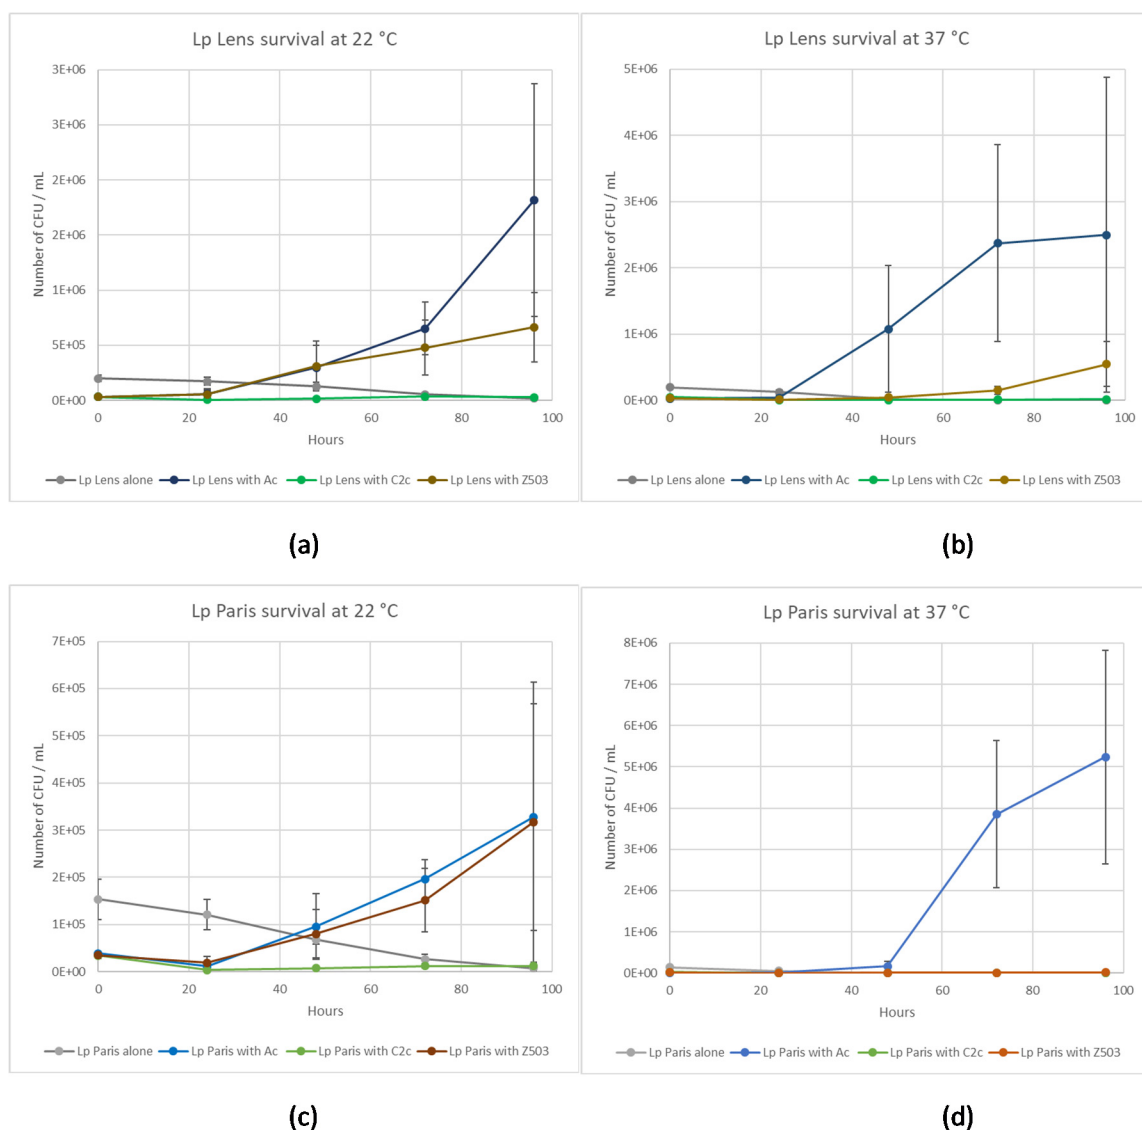 Lp Lens survival at 22 °C
Number of CFU / mL
3E+06
3E+06
2E+06
2E+06
1E+06
5E+05
0E+00
0 20 40 60 80 100
Hours
Lp Lens alone Lp Lens with Ac Lp Lens with C2c Lp Lens with Z503
(a)
Lp Lens survival at 37 °C
Number of CFU / mL
5E+06
4E+06
3E+06
2E+06
1E+06
0E+00
0 20 40 60 80 100
Hours
Lp Lens alone Lp Lens with Ac Lp Lens with C2c Lp Lens with Z503
(b)
Lp Paris survival at 22 °C
Number of CFU / mL
7E+05
6E+05
5E+05
4E+05
3E+05
2E+05
1E+05
0E+00
0 20 40 60 80 100
Hours
Lp Paris alone Lp Paris with Ac Lp Paris with C2c Lp Paris with Z503
(c)
Lp Paris survival at 37 °C
Number of CFU / mL
8E+06
7E+06
6E+06
5E+06
4E+06
3E+06
2E+06
1E+06
0E+00
0 20 40 60 80 100
Hours
Lp Paris alone Lp Paris with Ac Lp Paris with C2c Lp Paris with Z503
(d)